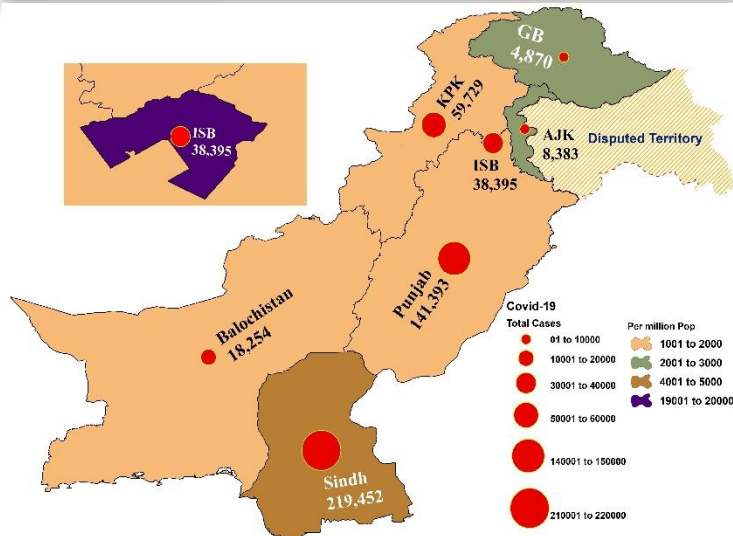 GB
4,870
KPK
59,729
ISB
38,395
AJK
8,383
Disputed Territory
ISB
38,395
Punjab
141,393
Balochistan
18,254
Sindh
219,452
Covid-19
Total Cases
01 to 10000
10001 to 20000
30001 to 40000
50001 to 60000
140001 to 150000
210001 to 220000
Per million Pop
1001 to 2000
2001 to 3000
4001 to 5000
19001 to 20000